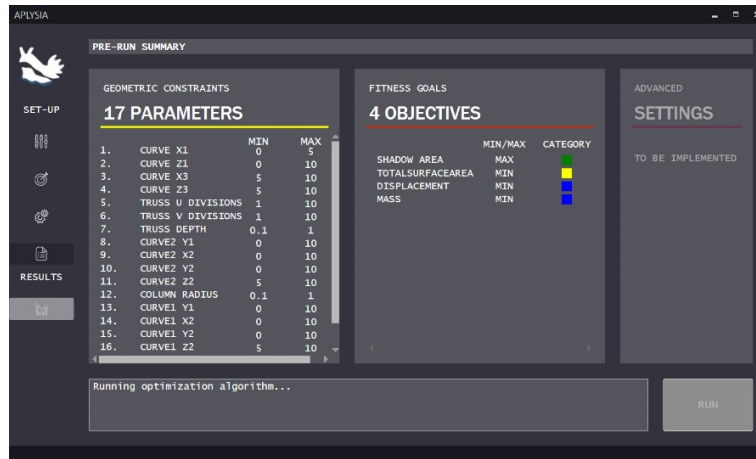 APLYSIA
PRE-RUN SUMMARY
SET-UP
RESULTS
GEOMETRIC CONSTRAINTS
17 PARAMETERS
MIN MAX
1. CURVE X1 0 5
2. CURVE Z1 0 10
3. CURVE X3 5 10
4. CURVE Z3 5 10
5. TRUSS U DIVISIONS 1 10
6. TRUSS V DIVISIONS 1 10
7. TRUSS DEPTH 0.1 1
8. CURVE2 Y1 0 10
9. CURVE2 X2 0 10
10. CURVE2 Y2 0 10
11. CURVE2 Z2 5 10
12. COLUMN RADIUS 0.1 1
13. CURVE1 Y1 0 10
14. CURVE1 X2 0 10
15. CURVE1 Y2 0 10
16. CURVE1 Z2 5 10
FITNESS GOALS
4 OBJECTIVES
MIN/MAX CATEGORY
SHADOW AREA MAX
TOTALSURFACEAREA MIN
DISPLACEMENT MIN
MASS MIN
ADVANCED
SETTINGS
TO BE IMPLEMENTED
Running optimization algorithm...
RUN